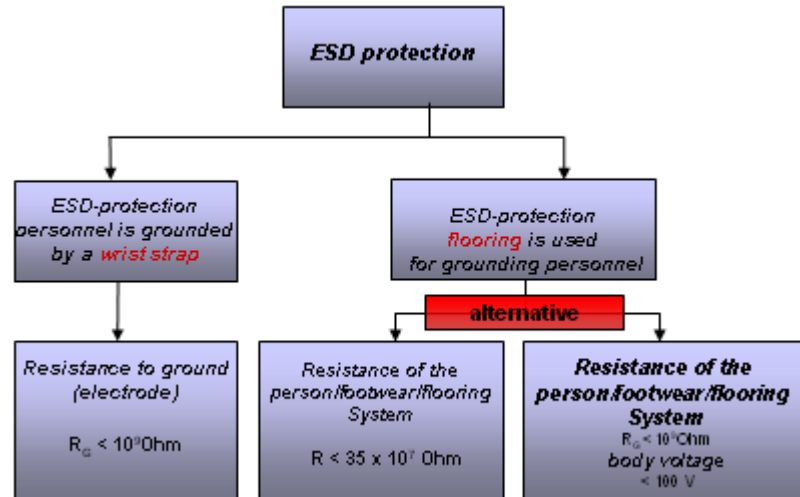 ESD protection
ESD-protection
personnel is grounded
by a wrist strap
ESD-protection
flooring is used
for grounding personnel
alternative
Resistance to ground
(electrode)
R_G < 10⁹Ohm
Resistance of the
person/footwear/flooring
System
R < 35 x 10⁷ Ohm
Resistance of the
person/footwear/flooring
System
R_G < 10⁹Ohm
body voltage
< 100 V